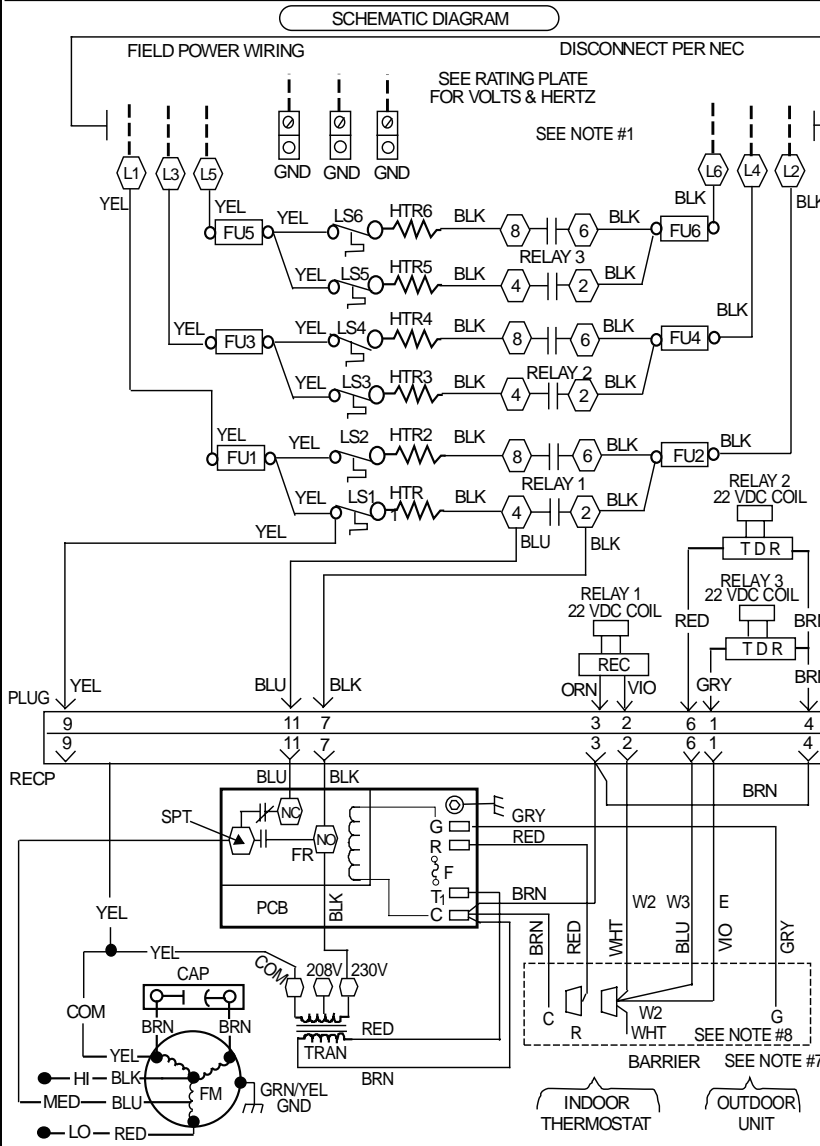 SCHEMATIC DIAGRAM
FIELD POWER WIRING
DISCONNECT PER NEC
SEE RATING PLATE
FOR VOLTS & HERTZ
SEE NOTE #1
GND GND GND
L1 L3 L5
L6 L4 L2
YEL YEL
BLK BLK
FU5 YEL LS6 HTR6 BLK 8 6 BLK FU6
RELAY 3
YEL LS5 HTR5 BLK 4 2 BLK
BLK
YEL FU3 YEL LS4 HTR4 BLK 8 6 BLK FU4
RELAY 2
YEL LS3 HTR3 BLK 4 2 BLK
YEL
FU1 YEL LS2 HTR2 BLK 8 6 BLK FU2 BLK
RELAY 1
YEL LS1 HTR 1 BLK 4 2 BLK
YEL BLU BLK
RELAY 2
22 VDC COIL
TDR
RELAY 3
22 VDC COIL
TDR
RELAY 1
22 VDC COIL
REC
RED BRN
ORN VIO GRY BRN
PLUG YEL BLU BLK
9 11 7 3 2 6 1 4
9 11 7 3 2 6 1 4
RECP
BLU BLK BRN
SPT NC
NO
FR
G GRY
R RED
F
T1
C
BRN
PCB BLK
YEL
BRN RED WHT W2 W3 BLU E VIO GRY
YEL
COM 208V 230V
CAP
COM
BRN BRN
RED
TRAN
BRN
C R W2
WHT
G
SEE NOTE #8
BARRIER SEE NOTE #7
YEL
HI BLK
MED BLU
LO RED
FM
GRN/YEL
GND
INDOOR
THERMOSTAT
OUTDOOR
UNIT